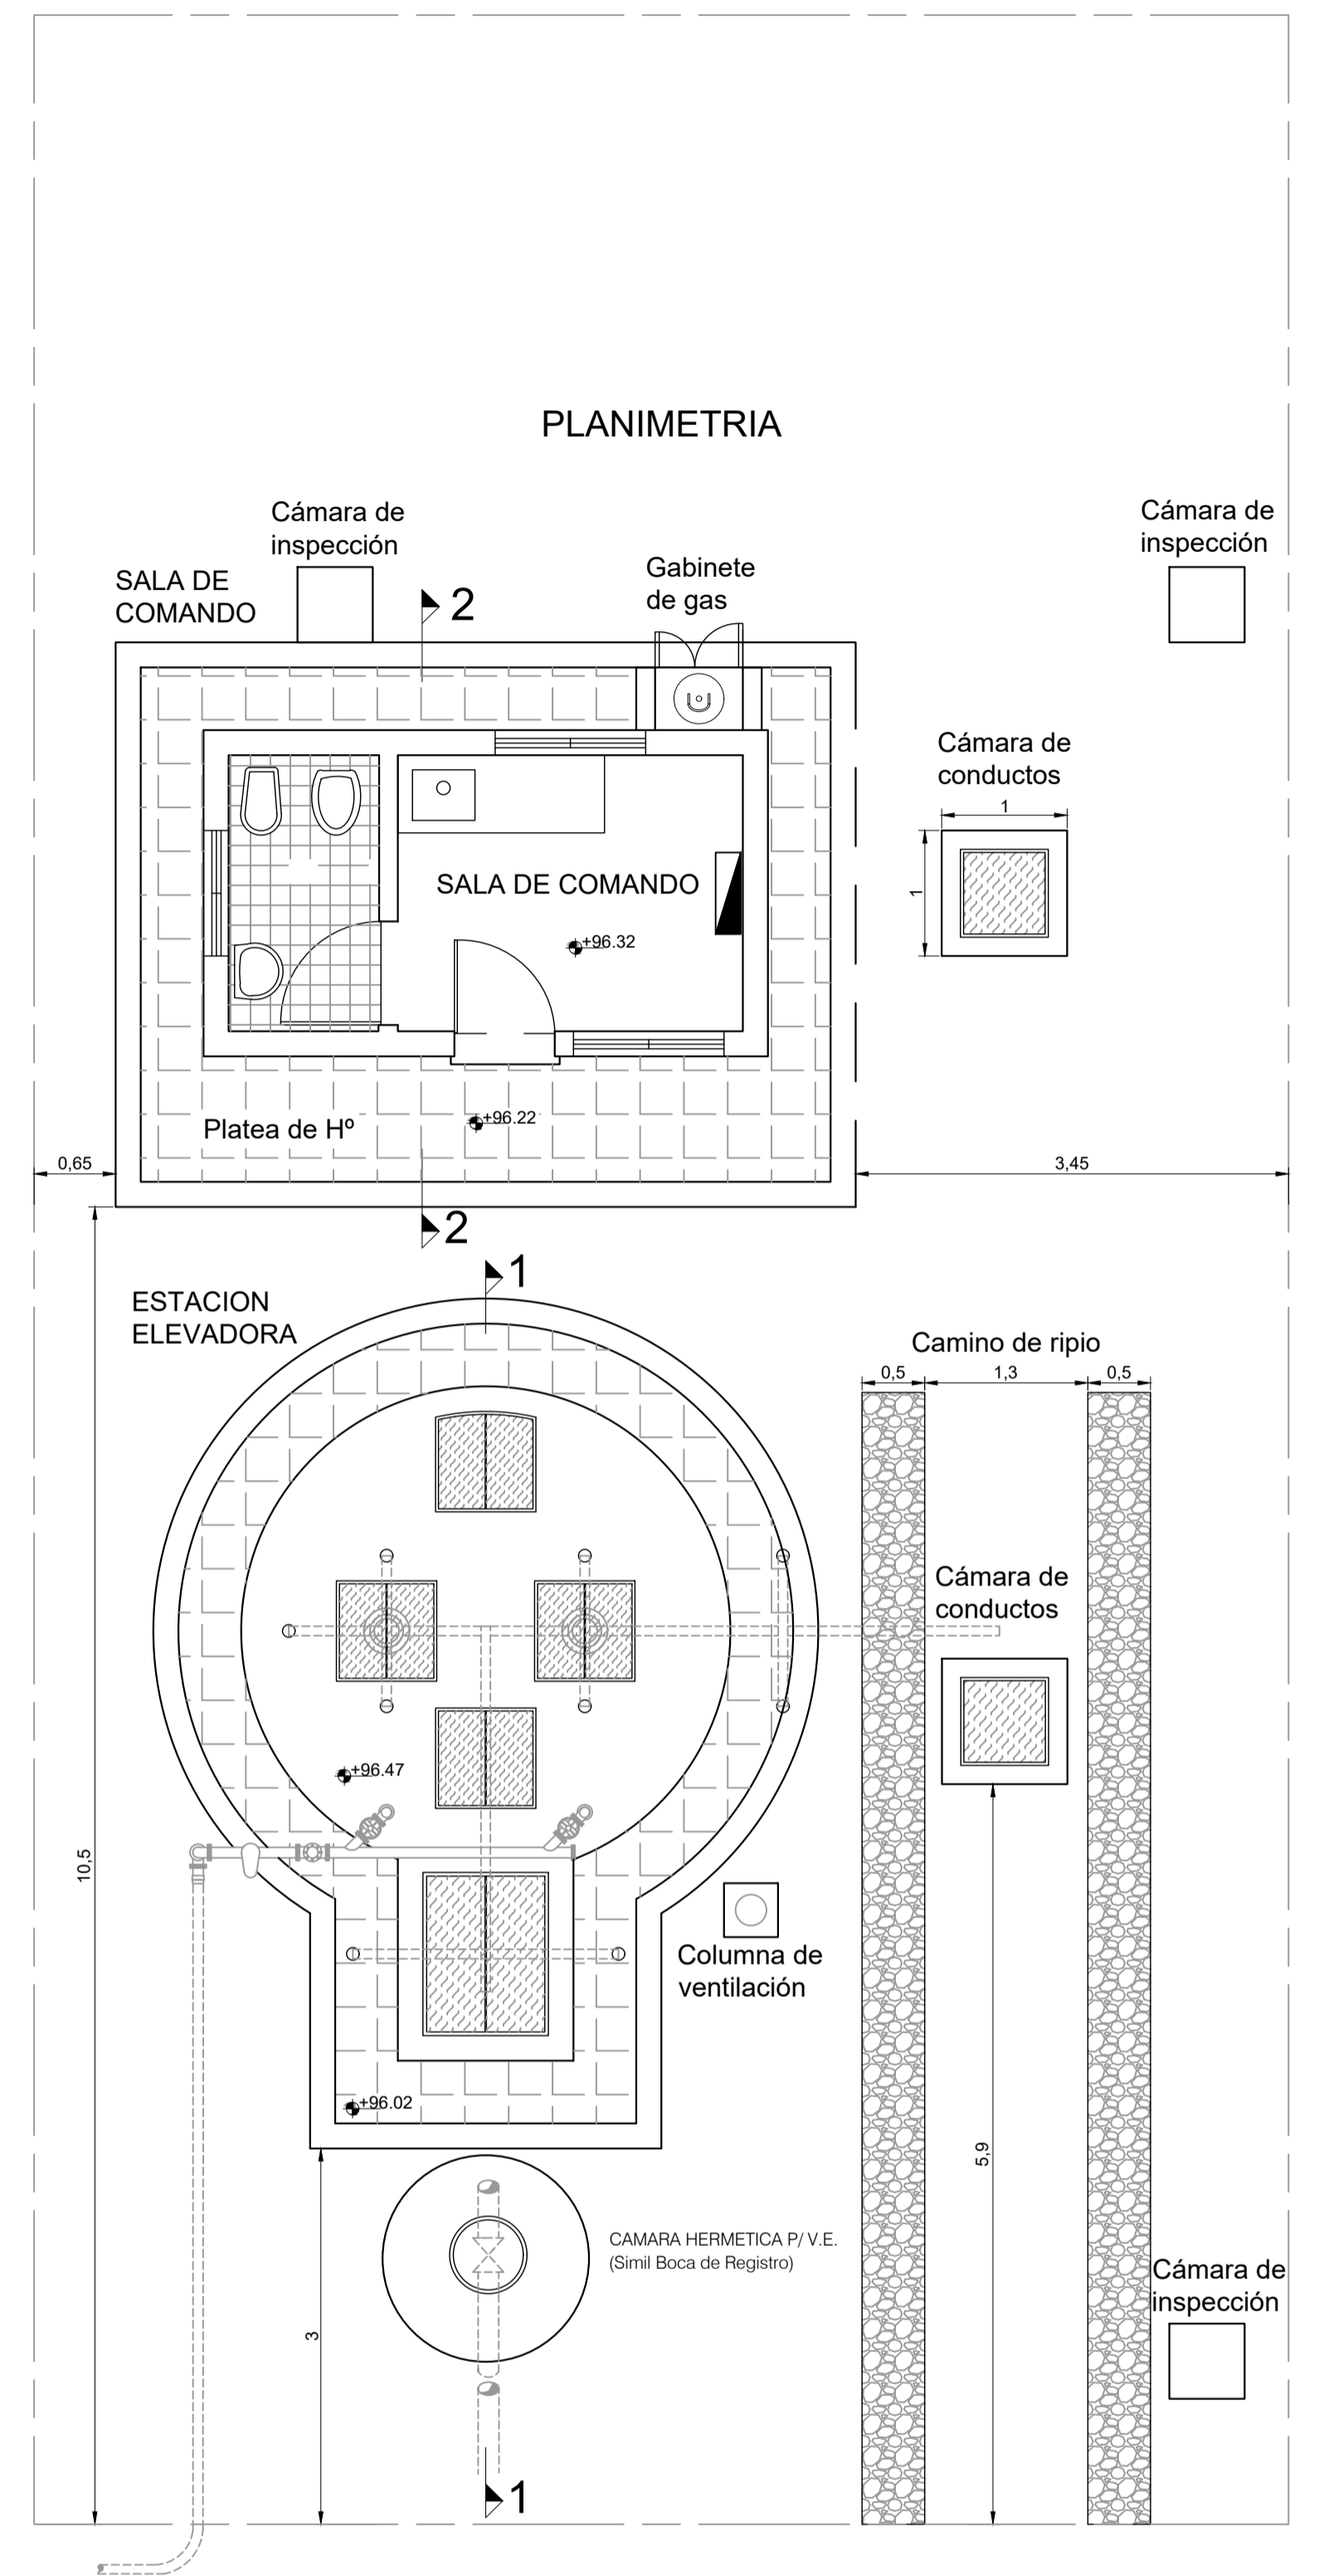 PLANIMETRIA
Cámara de
inspección
Cámara de
inspección
SALA DE
COMANDO
2
Gabinete
de gas
Cámara de
conductos
1
1
SALA DE COMANDO
+96.32
+96.22
Platea de Hº
0,65
3,45
2
1
ESTACION
ELEVADORA
Camino de ripio
0,5
1,3
0,5
Cámara de
conductos
+96.47
10,5
Columna de
ventilación
+96.02
5,9
CAMARA HERMETICA P/ V.E.
(Simil Boca de Registro)
Cámara de
inspección
3
1